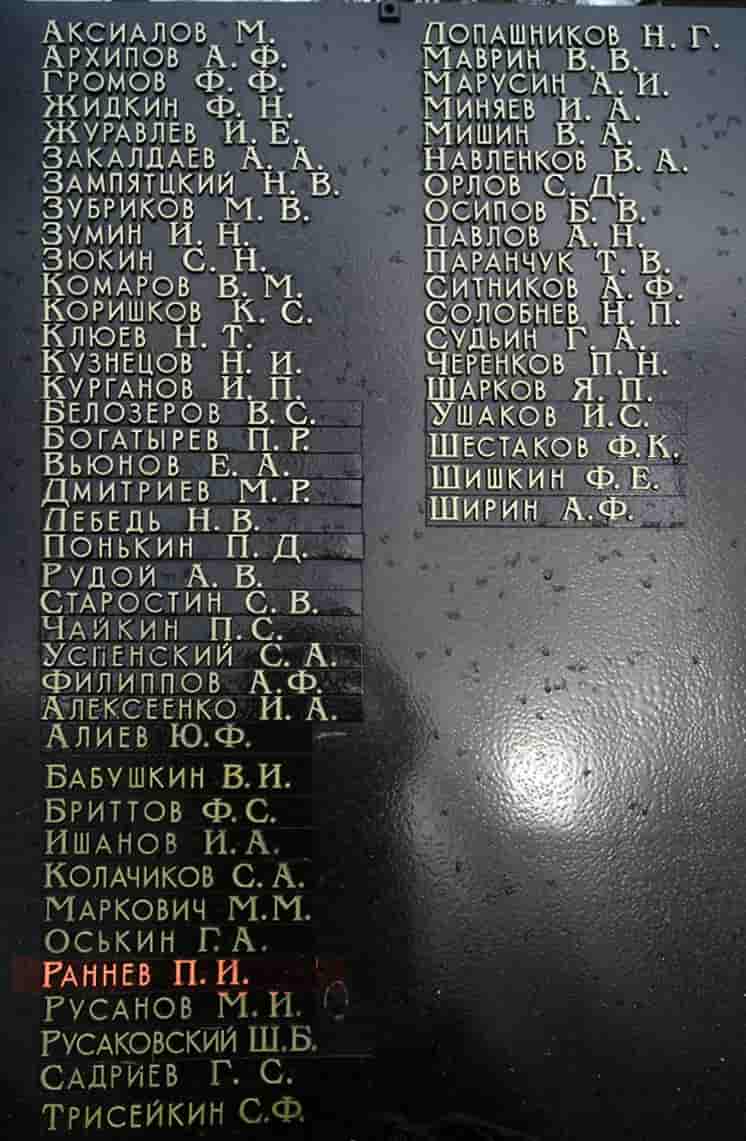 Аксиалов М.
Архипов А. Ф.
Громов Ф. Ф.
Жидкин Ф. Н.
Журавлев И. Е.
Закалдаев А. А.
Зампятцкий Н. В.
Зубриков М. В.
Зумин И. Н.
Зюкин С. Н.
Комаров В. М.
Коришков К. С.
Клюев Н. Т.
Кузнецов Н. И.
Курганов И. П.
Белозеров В. С.
Богатырев П. Р.
Вьюнов Е. А.
Дмитриев М. Р.
Лебедь Н. В.
Понькин П. Д.
Рудой А. В.
Старостин С. В.
Чайкин П. С.
Успенский С. А.
Филиппов А. Ф.
Алексеенко И. А.
Алиев Ю. Ф.
Бабушкин В. И.
Бриттов Ф. С.
Ишанов И. А.
Колачиков С. А.
Маркович М. М.
Оськин Г. А.
Раннев П. И.
Русанов М. И.
Русаковский Ш. Б.
Садриев Г. С.
Трисейкин С. Ф.
Лопашников Н. Г.
Маврин В. В.
Марусин А. И.
Миняев И. А.
Мишин В. А.
Навленков В. А.
Орлов С. Д.
Осипов Б. В.
Павлов А. Н.
Паранчук Т. В.
Ситников А. Ф.
Солобнев Н. П.
Судьин Г. А.
Черенков П. Н.
Шарков Я. П.
Ушаков И. С.
Шестаков Ф. К.
Шишкин Ф. Е.
Ширин А. Ф.